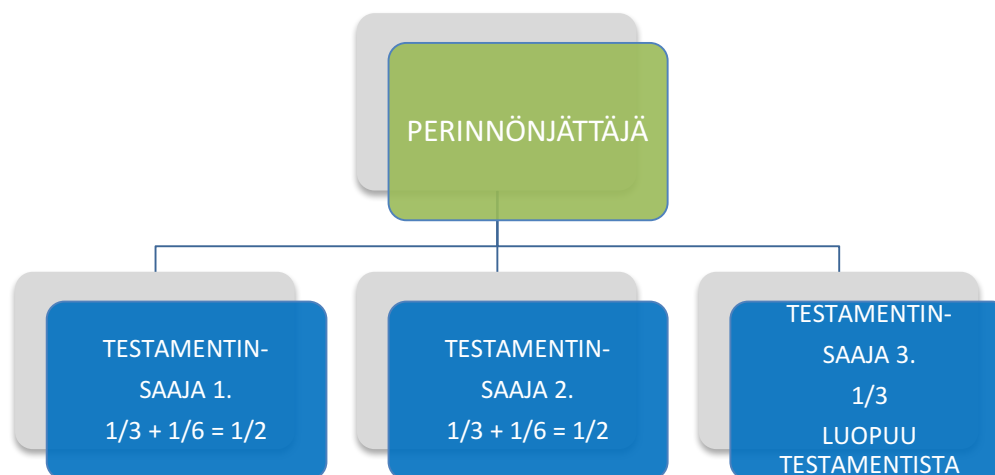 PERINNÖNJÄTTÄJÄ
TESTAMENTIN-
SAAJA 1.
1/3 + 1/6 = 1/2
TESTAMENTIN-
SAAJA 2.
1/3 + 1/6 = 1/2
TESTAMENTIN-
SAAJA 3.
1/3
LUOPUU
TESTAMENTISTA